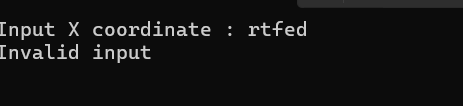 Input X coordinate : rtfed
Invalid input